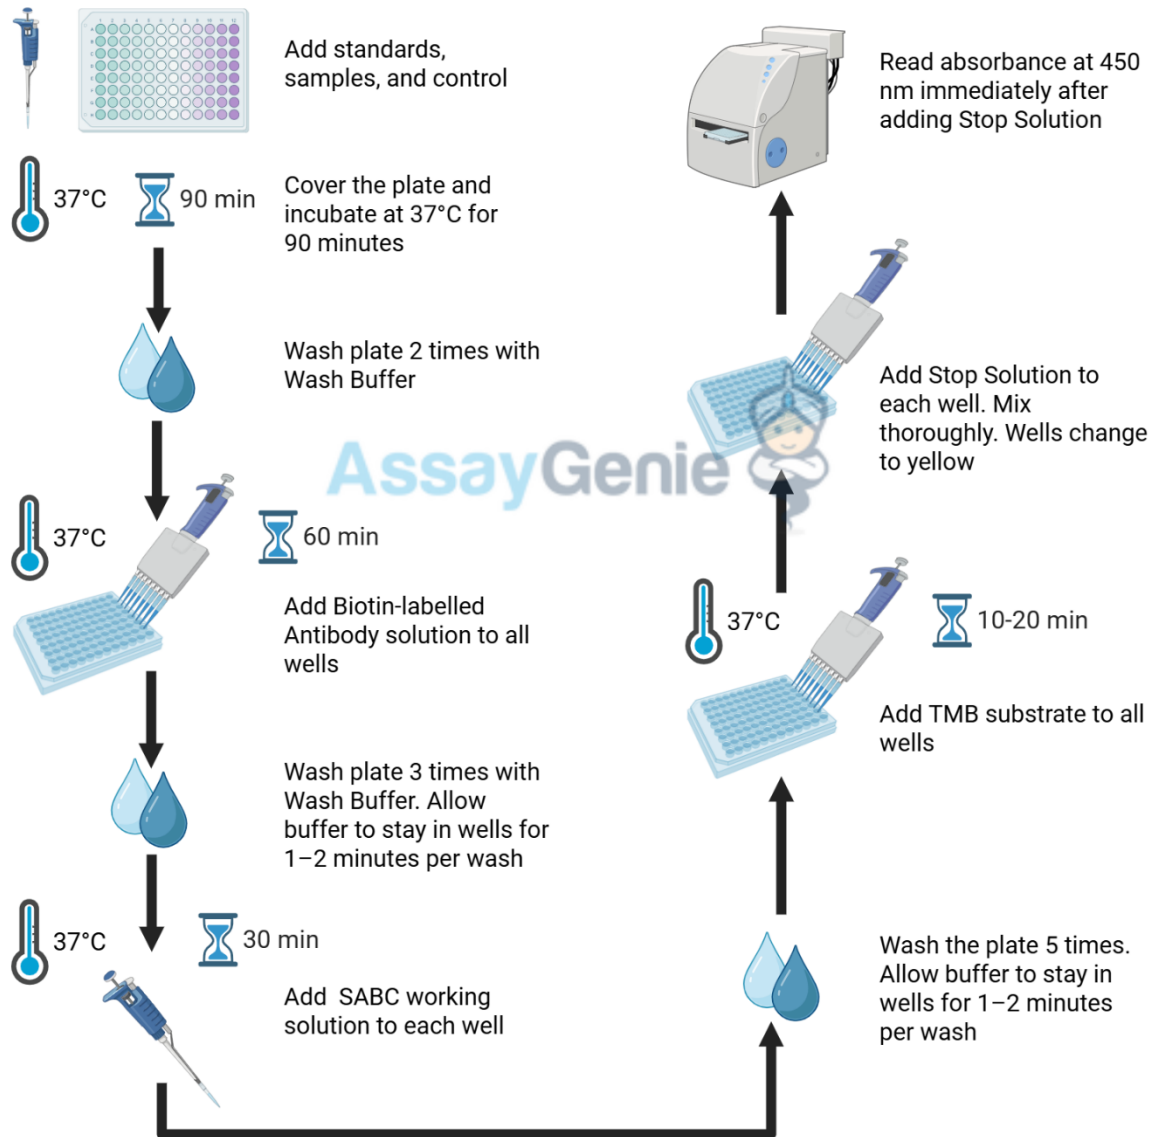 Add standards,
samples, and control
37°C
90 min
Cover the plate and
incubate at 37°C for
90 minutes
Wash plate 2 times with
Wash Buffer
37°C
60 min
Add Biotin-labelled
Antibody solution to all
wells
Wash plate 3 times with
Wash Buffer. Allow
buffer to stay in wells for
1–2 minutes per wash
37°C
30 min
Add SABC working
solution to each well
Wash the plate 5 times.
Allow buffer to stay in
wells for 1–2 minutes
per wash
37°C
10-20 min
Add TMB substrate to all
wells
Add Stop Solution to
each well. Mix
thoroughly. Wells change
to yellow
Read absorbance at 450
nm immediately after
adding Stop Solution
AssayGenie